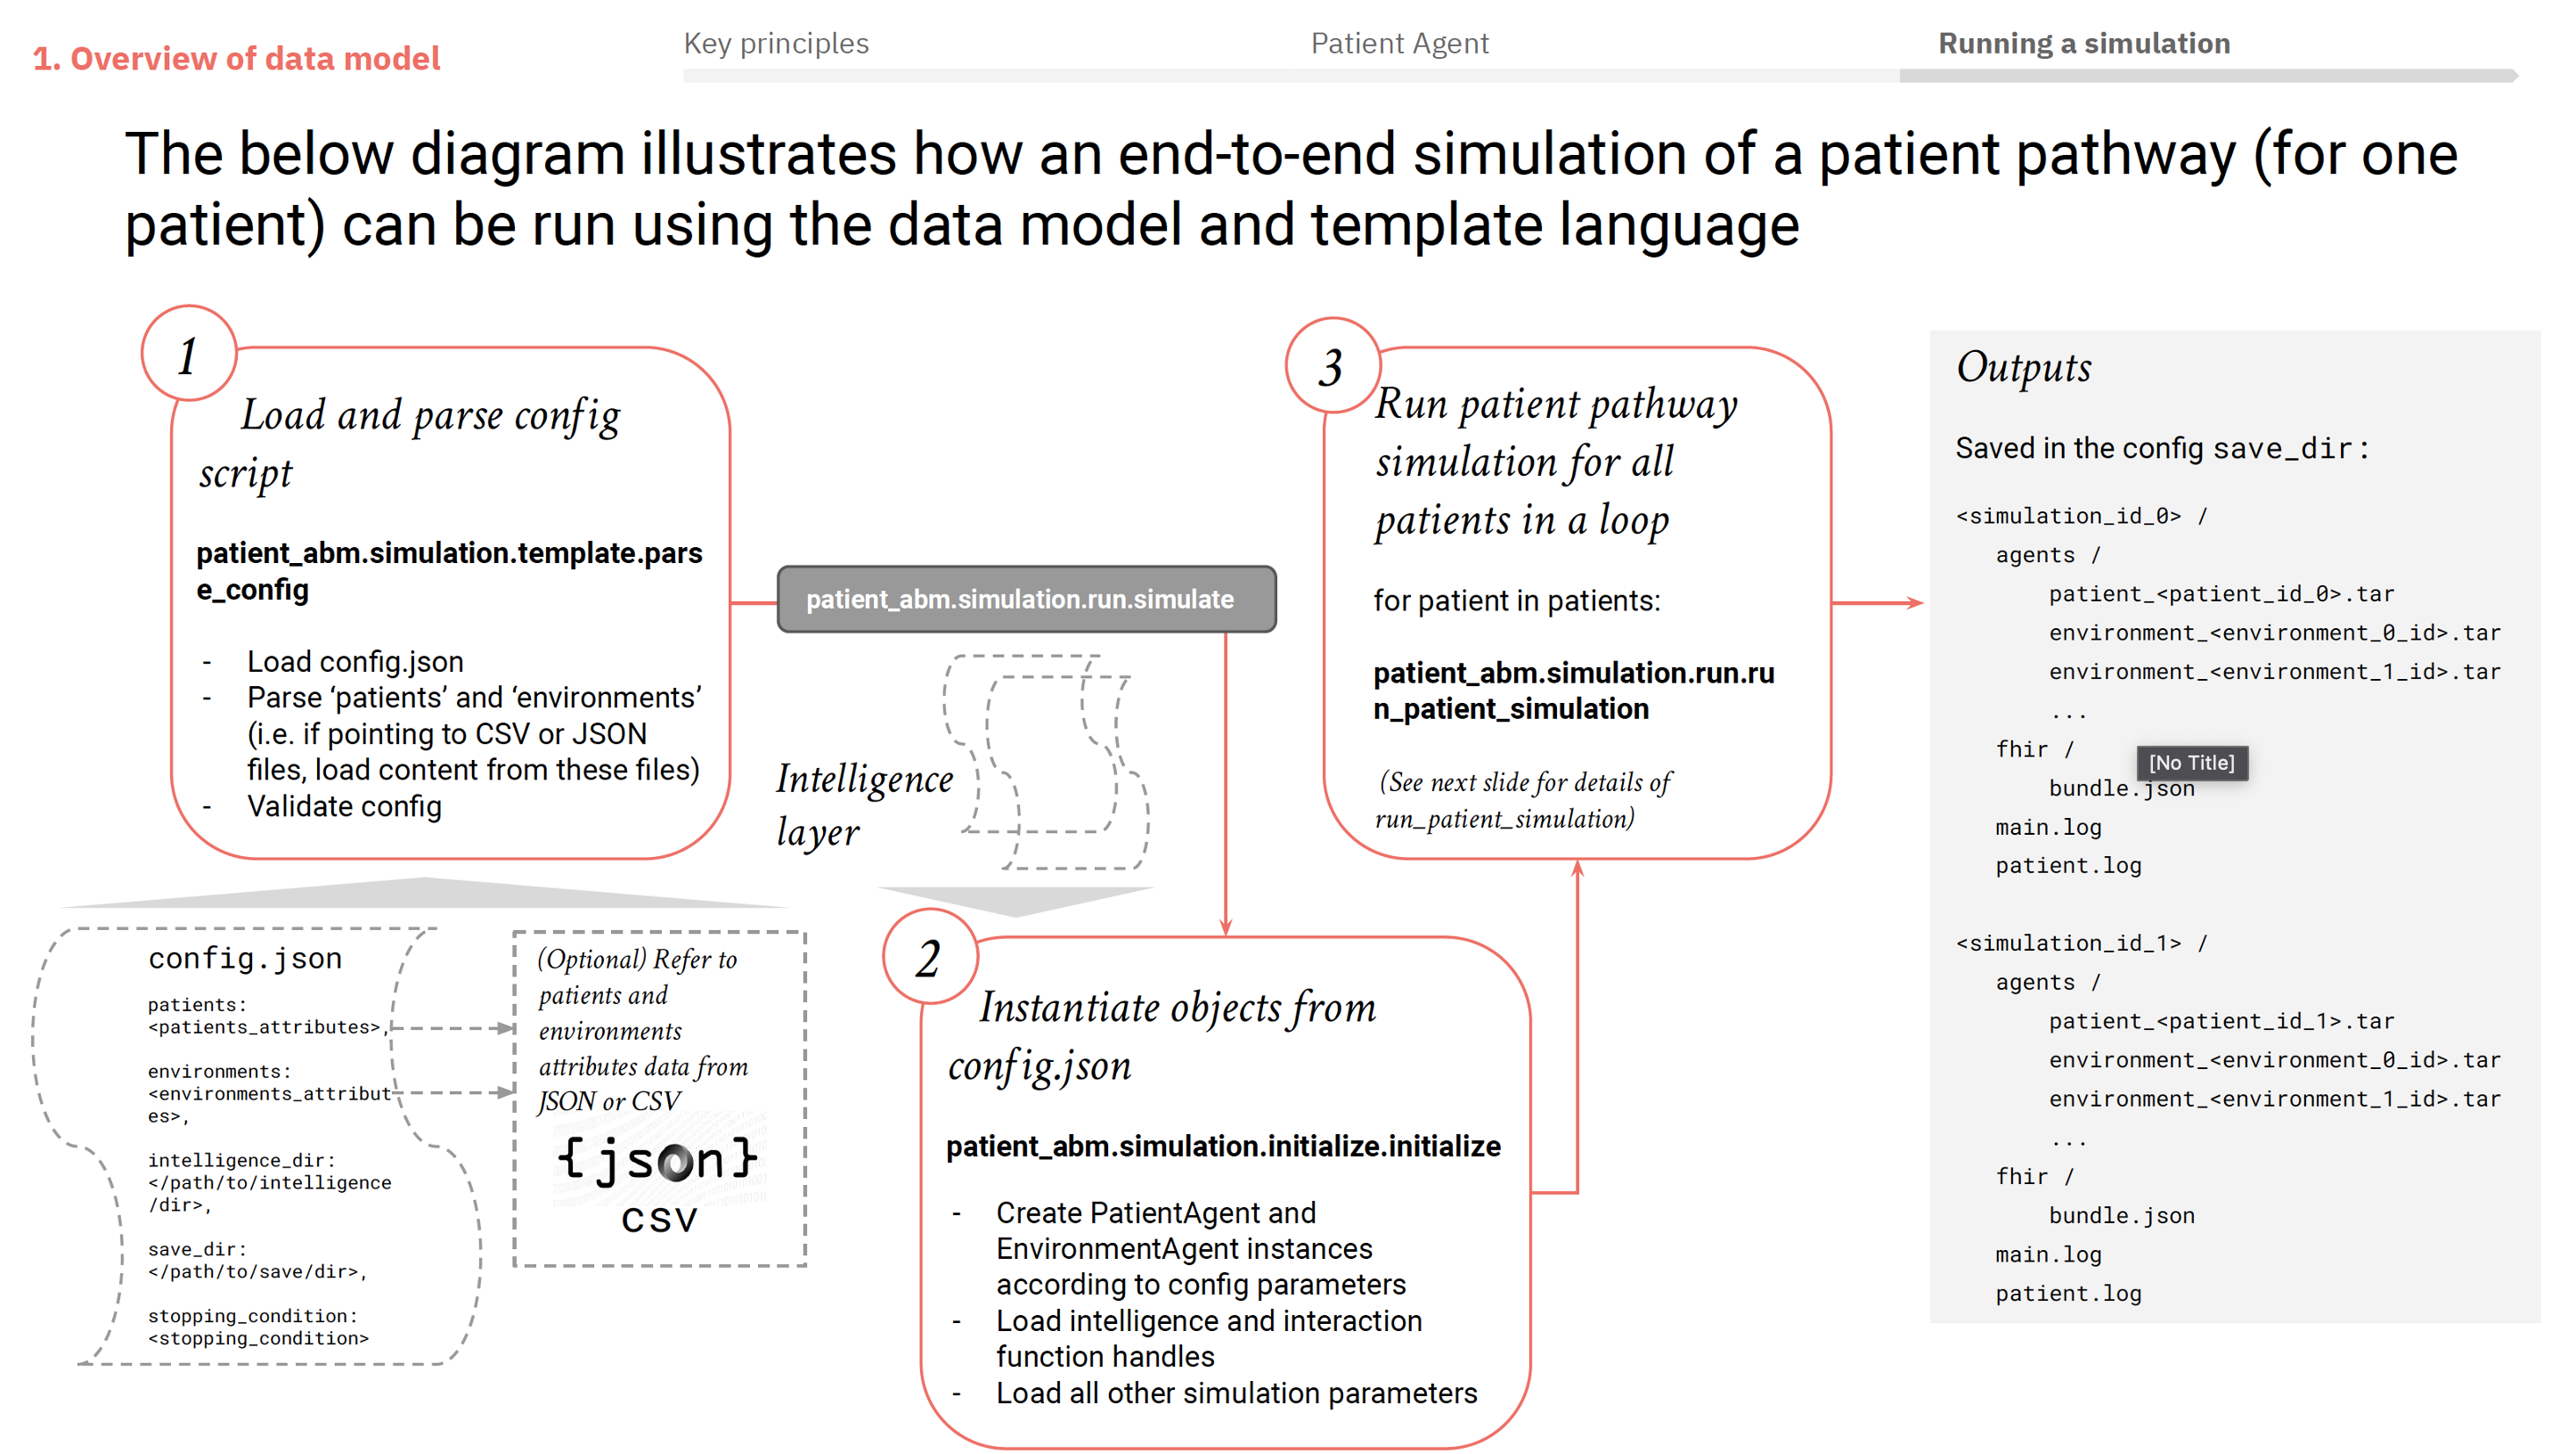 1. Overview of data model
Key principles
Patient Agent
Running a simulation
The below diagram illustrates how an end-to-end simulation of a patient pathway (for one
patient) can be run using the data model and template language
1
Load and parse config
script
patient_abm.simulation.template.pars
e_config
- Load config.json
- Parse ‘patients’ and ‘environments’
(i.e. if pointing to CSV or JSON
files, load content from these files)
- Validate config
config.json
patients:
<patients_attributes>,
environments:
<environments_attribut
es>,
intelligence_dir:
</path/to/intelligence
/dir>,
save_dir:
</path/to/save/dir>,
stopping_condition:
<stopping_condition>
(Optional) Refer to
patients and
environments
attributes data from
JSON or CSV
{json}
CSV
patient_abm.simulation.run.simulate
Intelligence
layer
2
Instantiate objects from
config.json
patient_abm.simulation.initialize.initialize
- Create PatientAgent and
EnvironmentAgent instances
according to config parameters
- Load intelligence and interaction
function handles
- Load all other simulation parameters
3
Run patient pathway
simulation for all
patients in a loop
for patient in patients:
patient_abm.simulation.run.ru
n_patient_simulation
(See next slide for details of
run_patient_simulation)
Outputs
Saved in the config save_dir:
<simulation_id_0> /
agents /
patient_<patient_id_0>.tar
environment_<environment_0_id>.tar
environment_<environment_1_id>.tar
...
fhir /
[No Title]
bundle.json
main.log
patient.log
<simulation_id_1> /
agents /
patient_<patient_id_1>.tar
environment_<environment_0_id>.tar
environment_<environment_1_id>.tar
...
fhir /
bundle.json
main.log
patient.log